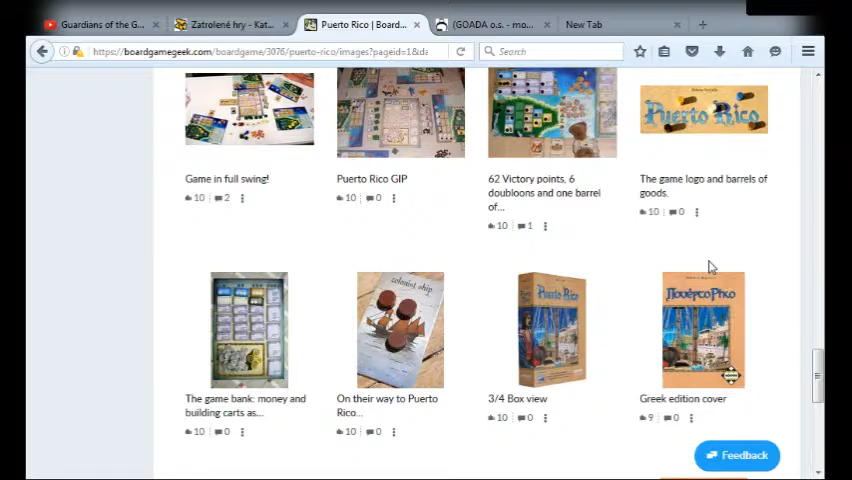 Guardians of the G...
Zatrolené hry - Kat...
Puerto Rico | Board...
(GOADA o.s. - mo...
New Tab
https://boardgamegeek.com/boardgame/3076/puerto-rico/images?pageid=1&da
Search
Puerto Rico
Game in full swing!
10
2
Puerto Rico GIP
10
0
62 Victory points, 6
doubloons and one barrel
of...
10
1
The game logo and barrels of
goods.
10
0
colonist ship
Puerto Rico
Πουέρτο Ρίκο
The game bank: money and
building carts as...
10
0
On their way to Puerto
Rico...
10
0
3/4 Box view
10
0
Greek edition cover
9
0
Feedback